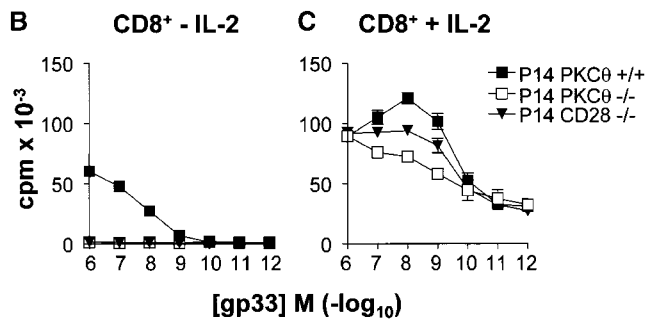 B
CD8⁺ - IL-2
C
CD8⁺ + IL-2
cpm x 10⁻³
150
100
50
0
6 7 8 9 10 11 12
150
100
50
0
6 7 8 9 10 11 12
P14 PKCθ +/+
P14 PKCθ -/-
P14 CD28 -/-
[gp33] M (-log₁₀)